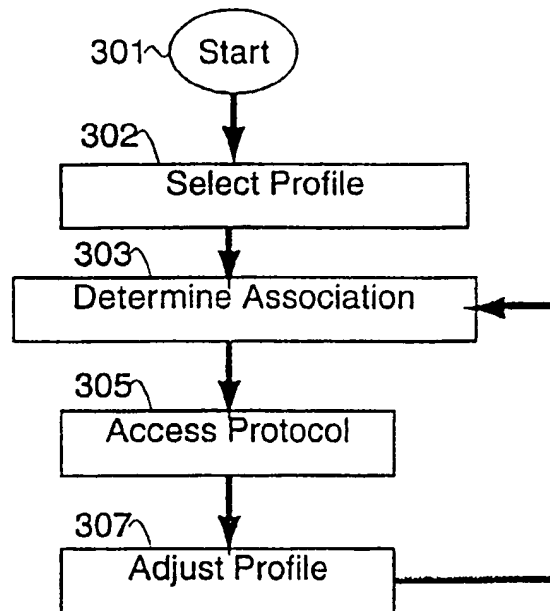 301 Start
302
Select Profile
303
Determine Association
305
Access Protocol
307
Adjust Profile